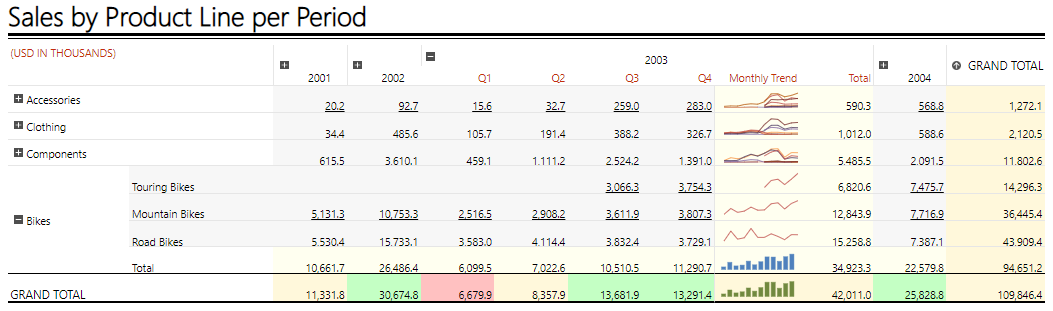 Sales by Product Line per Period
(USD IN THOUSANDS)
2001 2002 2003 2004 GRAND TOTAL
Q1 Q2 Q3 Q4 Monthly Trend Total
Accessories 20.2 92.7 15.6 32.7 259.0 283.0 590.3 568.8 1,272.1
Clothing 34.4 485.6 105.7 191.4 388.2 326.7 1,012.0 588.6 2,120.5
Components 615.5 3,610.1 459.1 1,111.2 2,524.2 1,391.0 5,485.5 2,091.5 11,802.6
Bikes
Touring Bikes 3,066.3 3,754.3 6,820.6 7,475.7 14,296.3
Mountain Bikes 5,131.3 10,753.3 2,516.5 2,908.2 3,611.9 3,807.3 12,843.9 7,716.9 36,445.4
Road Bikes 5,530.4 15,733.1 3,583.0 4,114.4 3,832.4 3,729.1 15,258.8 7,387.1 43,909.4
Total 10,661.7 26,486.4 6,099.5 7,022.6 10,510.5 11,290.7 34,923.3 22,579.8 94,651.2
GRAND TOTAL 11,331.8 30,674.8 6,679.9 8,357.9 13,681.9 13,291.4 42,011.0 25,828.8 109,846.4